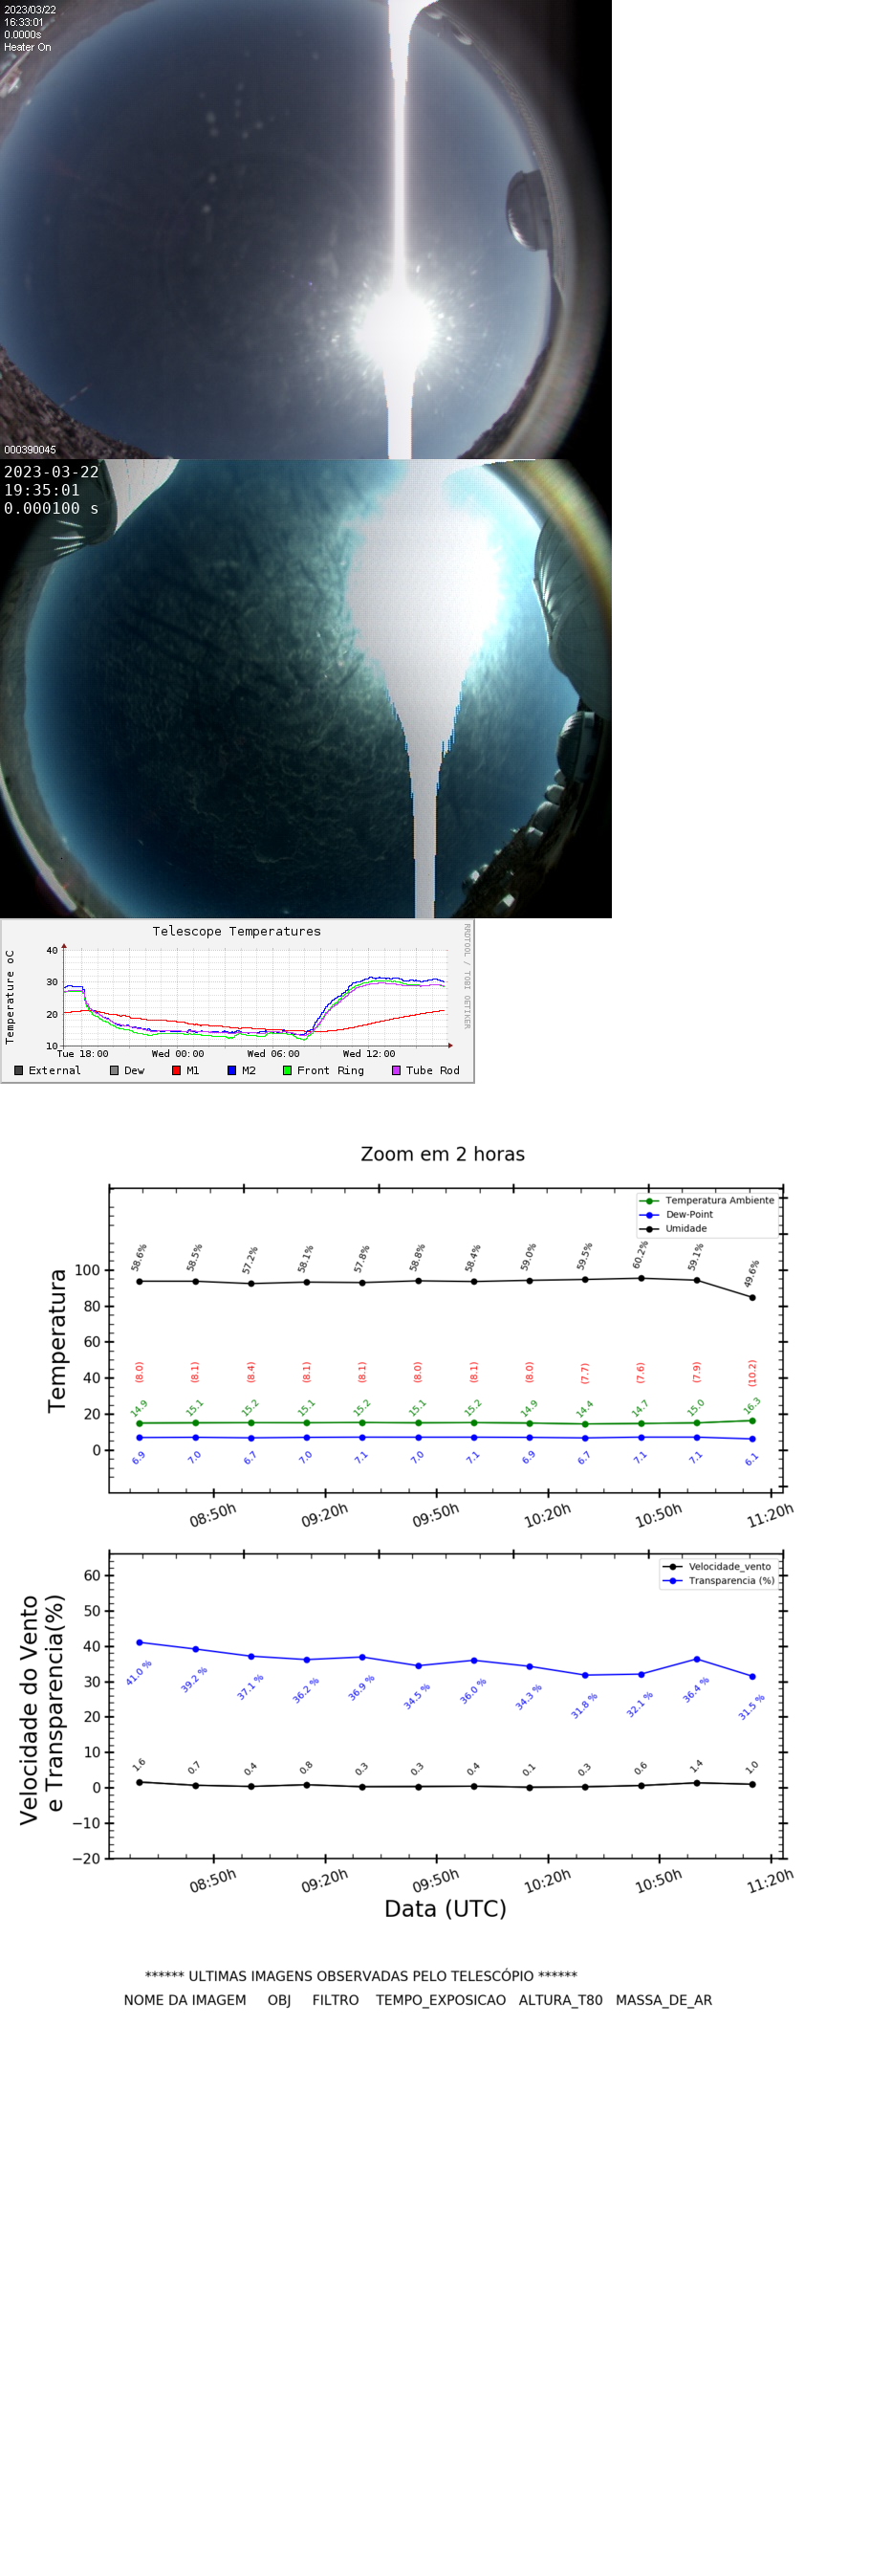 2023/03/22
16:33:01
0.0000s
Heater On
000390045
2023-03-22
19:35:01
0.000100 s
Telescope Temperatures
RRDTOOL / TOBI OETIKER
Temperature oC
40
30
20
10
Tue 18:00 Wed 00:00 Wed 06:00 Wed 12:00
External Dew M1 M2 Front Ring Tube Rod
Zoom em 2 horas
Temperatura Ambiente
Dew-Point
Umidade
Temperatura
100
80
60
40
20
0
58.6% 58.5% 57.2% 58.1% 57.8% 58.8% 58.4% 59.0% 59.5% 60.2% 59.1% 49.6%
(8.0) (8.1) (8.4) (8.1) (8.1) (8.0) (8.1) (8.0) (7.7) (7.6) (7.9) (10.2)
14.9 15.1 15.2 15.1 15.2 15.1 15.2 14.9 14.4 14.7 15.0 16.3
6.9 7.0 6.7 7.0 7.1 7.0 7.1 6.9 6.7 7.1 7.1 6.1
08:50h 09:20h 09:50h 10:20h 10:50h 11:20h
Velocidade_vento
Transparencia (%)
Velocidade do Vento
e Transparencia(%)
60
50
40
30
20
10
0
−10
−20
41.0 % 39.2 % 37.1 % 36.2 % 36.9 % 34.5 % 36.0 % 34.3 % 31.8 % 32.1 % 36.4 % 31.5 %
1.6 0.7 0.4 0.8 0.3 0.3 0.4 0.1 0.3 0.6 1.4 1.0
08:50h 09:20h 09:50h 10:20h 10:50h 11:20h
Data (UTC)
****** ULTIMAS IMAGENS OBSERVADAS PELO TELESCÓPIO ******
NOME DA IMAGEM OBJ FILTRO TEMPO_EXPOSICAO ALTURA_T80 MASSA_DE_AR